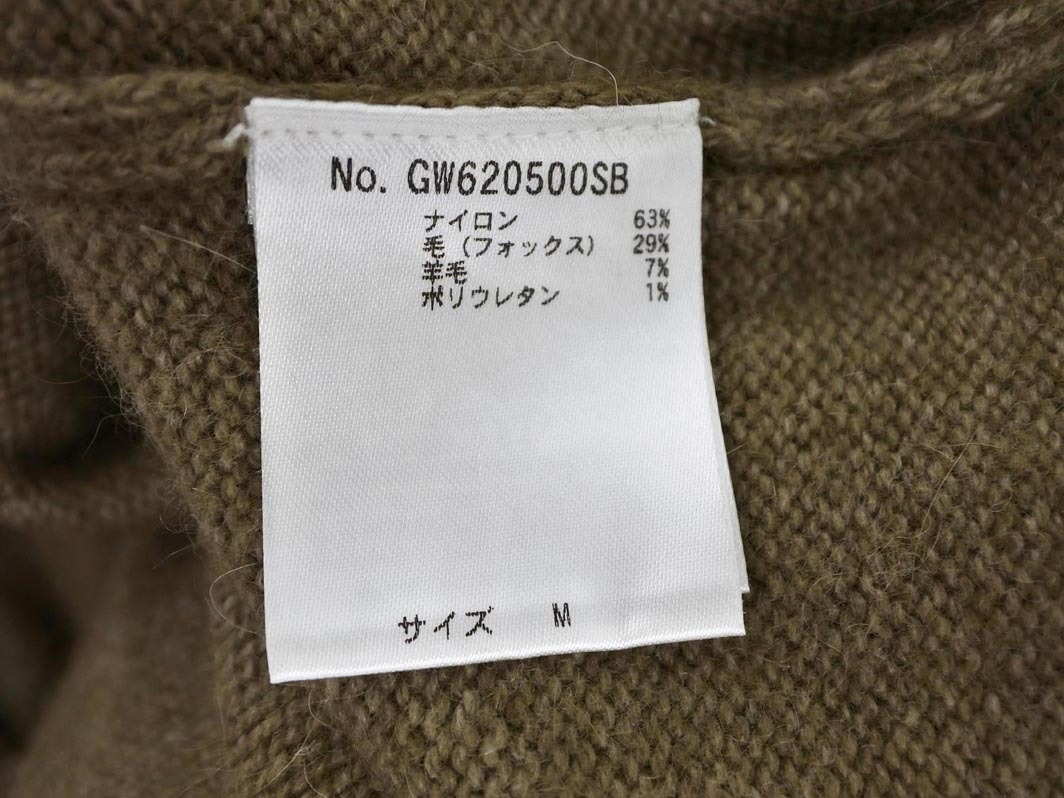 No. GW620500SB
ナイロン 63%
毛（フォックス） 29%
羊毛 7%
ポリウレタン 1%
サイズ M